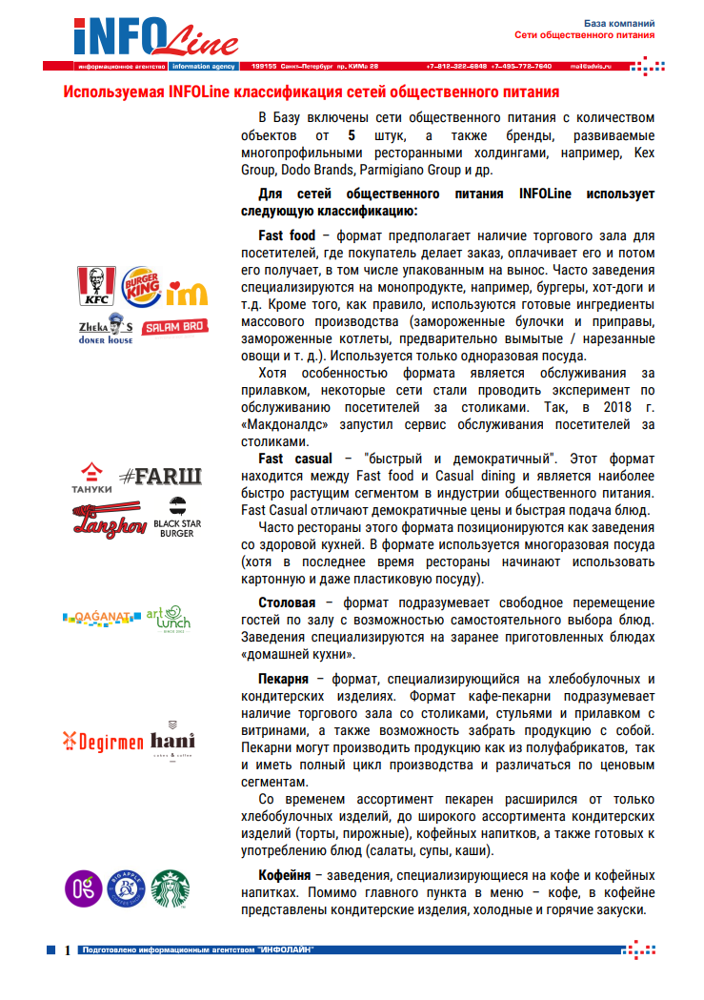 INFOLine
База компаний
Сети общественного питания
информационное агентство information agency 199155 Санкт-Петербург пр. КИМа 28 +7-812-322-6848 +7-495-772-7640 mail@advis.ru
Используемая INFOLine классификация сетей общественного питания
В Базу включены сети общественного питания с количеством
объектов от 5 штук, а также бренды, развиваемые
многопрофильными ресторанными холдингами, например, Kex
Group, Dodo Brands, Parmigiano Group и др.
Для сетей общественного питания INFOLine использует
следующую классификацию:
Fast food – формат предполагает наличие торгового зала для
посетителей, где покупатель делает заказ, оплачивает его и потом
его получает, в том числе упакованным на вынос. Часто заведения
специализируются на монопродукте, например, бургеры, хот-доги и
т.д. Кроме того, как правило, используются готовые ингредиенты
массового производства (замороженные булочки и приправы,
замороженные котлеты, предварительно вымытые / нарезанные
овощи и т. д.). Используется только одноразовая посуда.
Хотя особенностью формата является обслуживания за
прилавком, некоторые сети стали проводить эксперимент по
обслуживанию посетителей за столиками. Так, в 2018 г.
«Макдоналдс» запустил сервис обслуживания посетителей за
столиками.
KFC
BURGER
KING
im
Zheka'S
DONER HOUSE
SALAM BRO
Fast casual – "быстрый и демократичный". Этот формат
находится между Fast food и Casual dining и является наиболее
быстро растущим сегментом в индустрии общественного питания.
Fast Casual отличают демократичные цены и быстрая подача блюд.
Часто рестораны этого формата позиционируются как заведения
со здоровой кухней. В формате используется многоразовая посуда
(хотя в последнее время рестораны начинают использовать
картонную и даже пластиковую посуду).
ТАНУКИ
#FARШ
Lanzhou
BLACK STAR
BURGER
Столовая – формат подразумевает свободное перемещение
гостей по залу с возможностью самостоятельного выбора блюд.
Заведения специализируются на заранее приготовленных блюдах
«домашней кухни».
QAĞANAT
art
lunch
SINCE 2012
Пекарня – формат, специализирующийся на хлебобулочных и
кондитерских изделиях. Формат кафе-пекарни подразумевает
наличие торгового зала со столиками, стульями и прилавком с
витринами, а также возможность забрать продукцию с собой.
Пекарни могут производить продукцию как из полуфабрикатов, так
и иметь полный цикл производства и различаться по ценовым
сегментам.
Со временем ассортимент пекарен расширился от только
хлебобулочных изделий, до широкого ассортимента кондитерских
изделий (торты, пирожные), кофейных напитков, а также готовых к
употреблению блюд (салаты, супы, каши).
Degirmen
hani
cakes & coffee
Кофейня – заведения, специализирующиеся на кофе и кофейных
напитках. Помимо главного пункта в меню – кофе, в кофейне
представлены кондитерские изделия, холодные и горячие закуски.
BIG APPLE
COFFEE SHOP
1 Подготовлено информационным агентством "ИНФОЛАЙН"